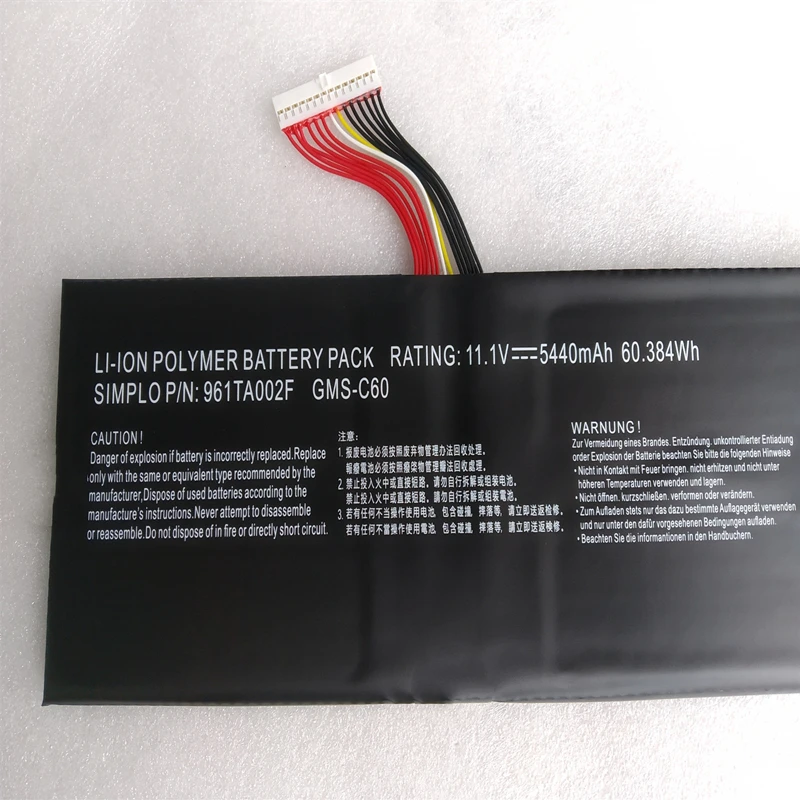 LI-ION POLYMER BATTERY PACK RATING: 11.1V⎓5440mAh 60.384Wh
SIMPLO P/N: 961TA002F GMS-C60
CAUTION!
Danger of explosion if battery is incorrectly replaced.Replace
only with the same or equivalent type recommended by the
manufacturer,Dispose of used batteries according to the
manufacture's instructions.Never attempt to disassemble
or reassemble.Do not dispose of in fire or directly short circuit.
注意:
1. 报废电池必须按照废弃物管理办法回收处理。
報廢電池必須按照廢棄物管理辦法回收處理。
2. 禁止投入火中或直接短路，请勿自行拆解或组装电池。
禁止投入火中或直接短路，請勿自行拆解或組裝電池。
3. 若有任何不当操作使用电池，包含碰撞，摔落等，请立即送返检修。
若有任何不當操作使用電池，包含碰撞，摔落等，請立即送返檢修。
WARNUNG!
Zur Vermeidung eines Brandes. Entzündung. unkontrollierter Entiadung
order Explosion der Batterie beachten Sie bitte die folgenden Hinweise
• Nicht in Kontakt mit Feuer bringen. nicht erhitzen und nicht unter
höheren Temperaturen verwenden und lagern.
• Nicht öffnen. kurzschließen. verformen oder verändern.
• Zum Aufladen stets nur das dazu bestimmte Auflagegerät verwenden
und nur unter den dafür vorgesehenen Bedingungen aufladen.
• Beachten Sie die informationen in den Handbuchern.